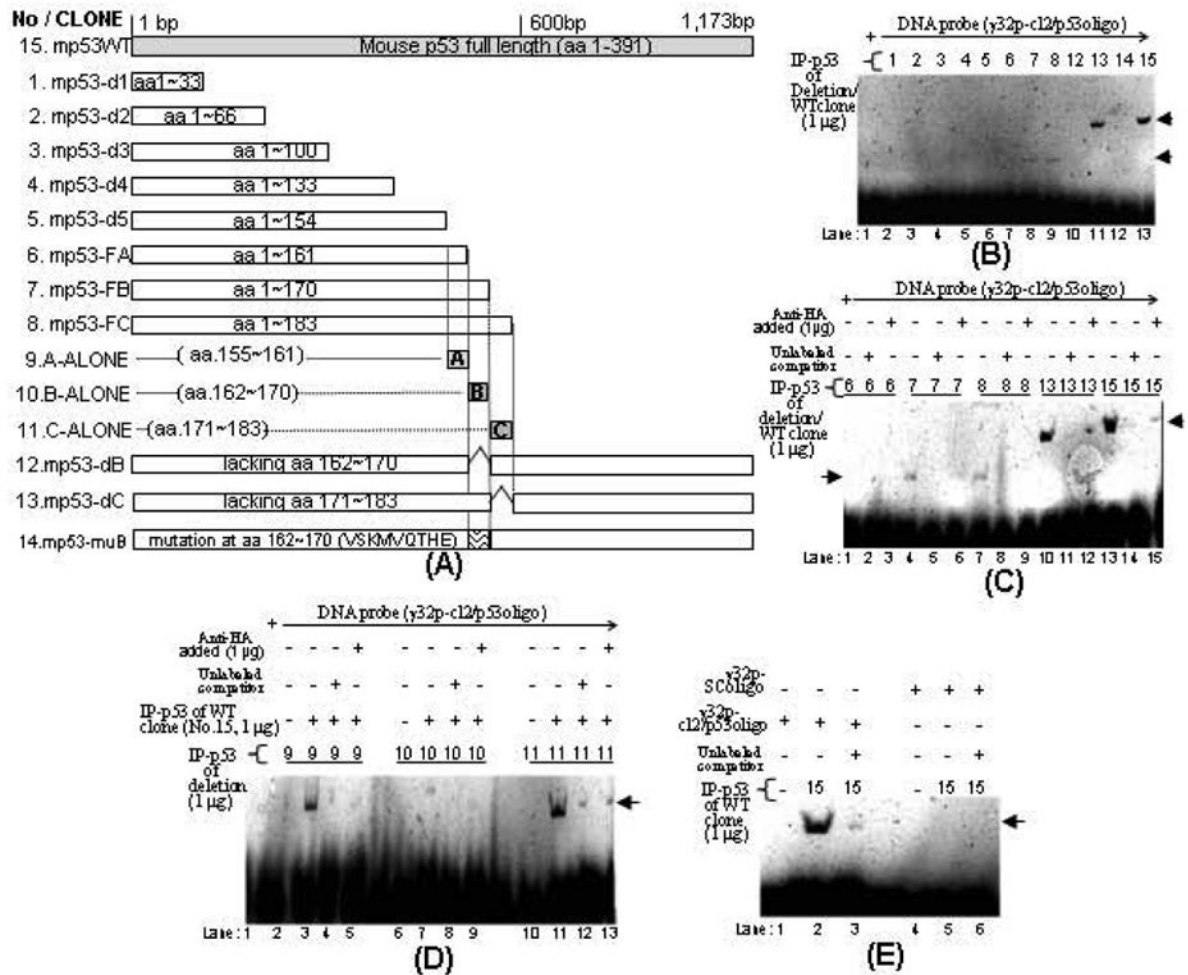 No / CLONE 1 bp 600bp 1,173bp
15. mp53WT Mouse p53 full length (aa 1-391)
1. mp53-d1 aa1~33
2. mp53-d2 aa 1~66
3. mp53-d3 aa 1~100
4. mp53-d4 aa 1~133
5. mp53-d5 aa 1~154
6. mp53-FA aa 1~161
7. mp53-FB aa 1~170
8. mp53-FC aa 1~183
9.A-ALONE ( aa.155~161) A
10.B-ALONE (aa.162~170) B
11.C-ALONE (aa.171~183) C
12.mp53-dB lacking aa 162~170
13.mp53-dC lacking aa 171~183
14.mp53-muB mutation at aa 162~170 (VSKMVQTHE)
(A)
DNA probe (γ32p-cl2/p53oligo)
+
IP-p53 1 2 3 4 5 6 7 8 12 13 14 15
of
Deletion/
WTclone
(1 μg)
Lane : 1 2 3 4 5 6 7 8 9 10 11 12 13
(B)
DNA probe (γ32p-cl2/p53oligo)
+
Anti-HA
added (1μg) - - + - - + - - + - - + - - +
Unlabeled
competitor - + - - + - - + - - + - - + -
IP-p53 6 6 6 7 7 7 8 8 8 13 13 13 15 15 15
of
deletion/
WT clone
(1 μg)
Lane : 1 2 3 4 5 6 7 8 9 10 11 12 13 14 15
(C)
DNA probe (γ32p-cl2/p53oligo)
+
Anti-HA
added (1 μg) - - - + - - - + - - - +
Unlabeled
competitor - - + - - - + - - - + -
IP-p53 of WT
clone (No.15, 1 μg) - + + + - + + + - + + +
IP-p53 9 9 9 9 10 10 10 10 11 11 11 11
of
deletion
(1 μg)
Lane : 1 2 3 4 5 6 7 8 9 10 11 12 13
(D)
γ32p-
SColigo - - - + + +
γ32p-
cl2/p53oligo + + + - - -
Unlabeled
competitor - - + - - +
IP-p53 - 15 15 - 15 15
of WT
clone
(1 μg)
Lane : 1 2 3 4 5 6
(E)